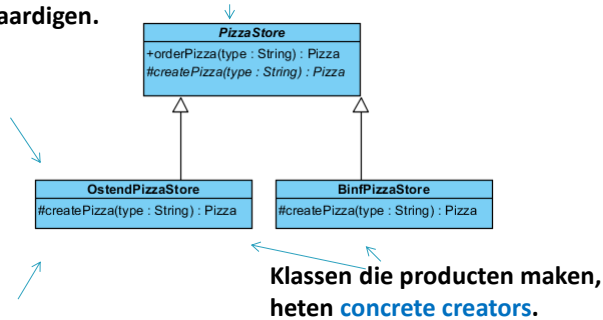 aardigen.
PizzaStore
+orderPizza(type : String) : Pizza
#createPizza(type : String) : Pizza
OstendPizzaStore
#createPizza(type : String) : Pizza
BinfPizzaStore
#createPizza(type : String) : Pizza
Klassen die producten maken,
heten concrete creators.